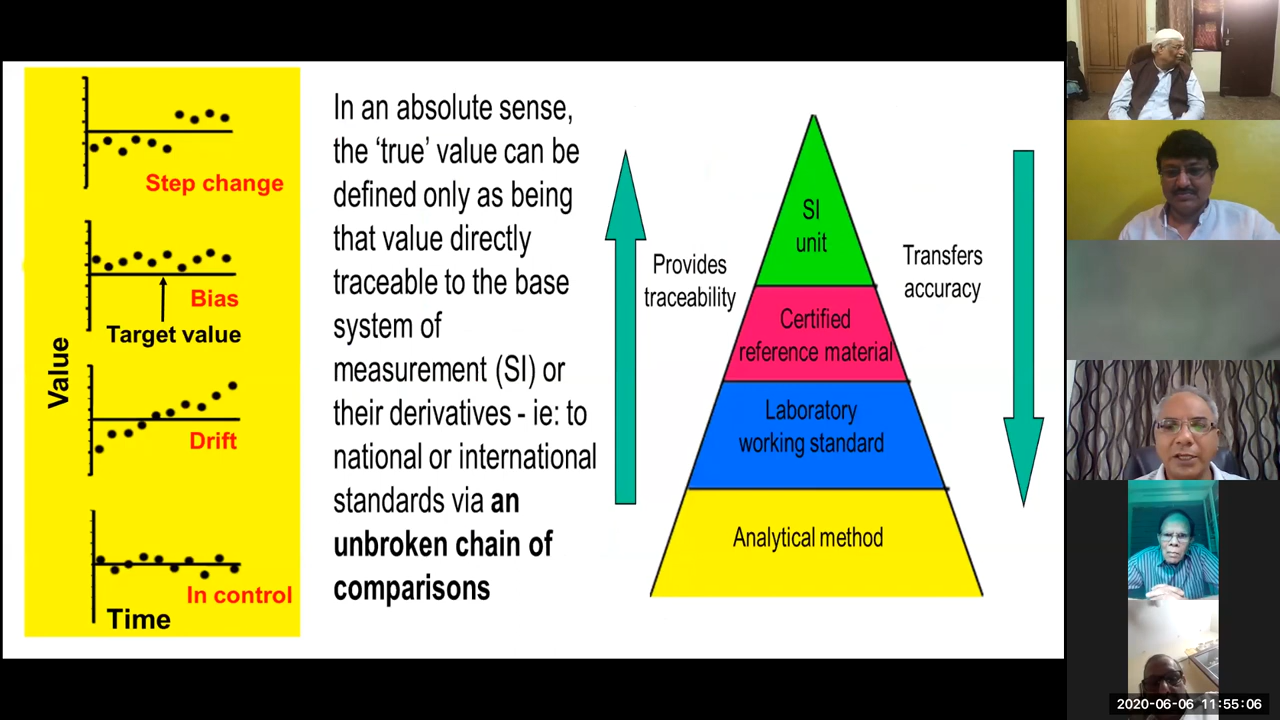 Step change
Bias
Target value
Value
Drift
In control
Time
In an absolute sense,
the ‘true’ value can be
defined only as being
that value directly
traceable to the base
system of
measurement (SI) or
their derivatives - ie: to
national or international
standards via an
unbroken chain of
comparisons
Provides
traceability
SI
unit
Certified
reference material
Laboratory
working standard
Analytical method
Transfers
accuracy
2020-06-06 11:55:06